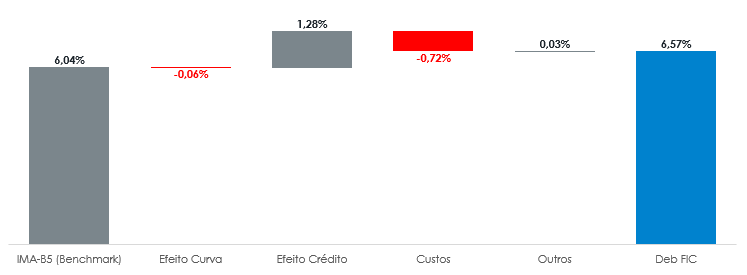 1,28%
0,03%
6,57%
6,04%
-0,06%
-0,72%
IMA-B5 (Benchmark)
Efeito Curva
Efeito Crédito
Custos
Outros
Deb FIC